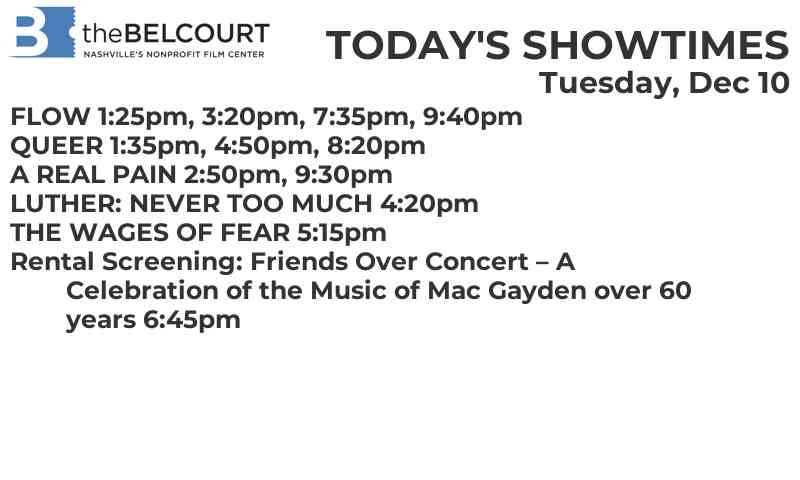 B theBELCOURT
NASHVILLE'S NONPROFIT FILM CENTER
TODAY'S SHOWTIMES
Tuesday, Dec 10
FLOW 1:25pm, 3:20pm, 7:35pm, 9:40pm
QUEER 1:35pm, 4:50pm, 8:20pm
A REAL PAIN 2:50pm, 9:30pm
LUTHER: NEVER TOO MUCH 4:20pm
THE WAGES OF FEAR 5:15pm
Rental Screening: Friends Over Concert – A
Celebration of the Music of Mac Gayden over 60
years 6:45pm